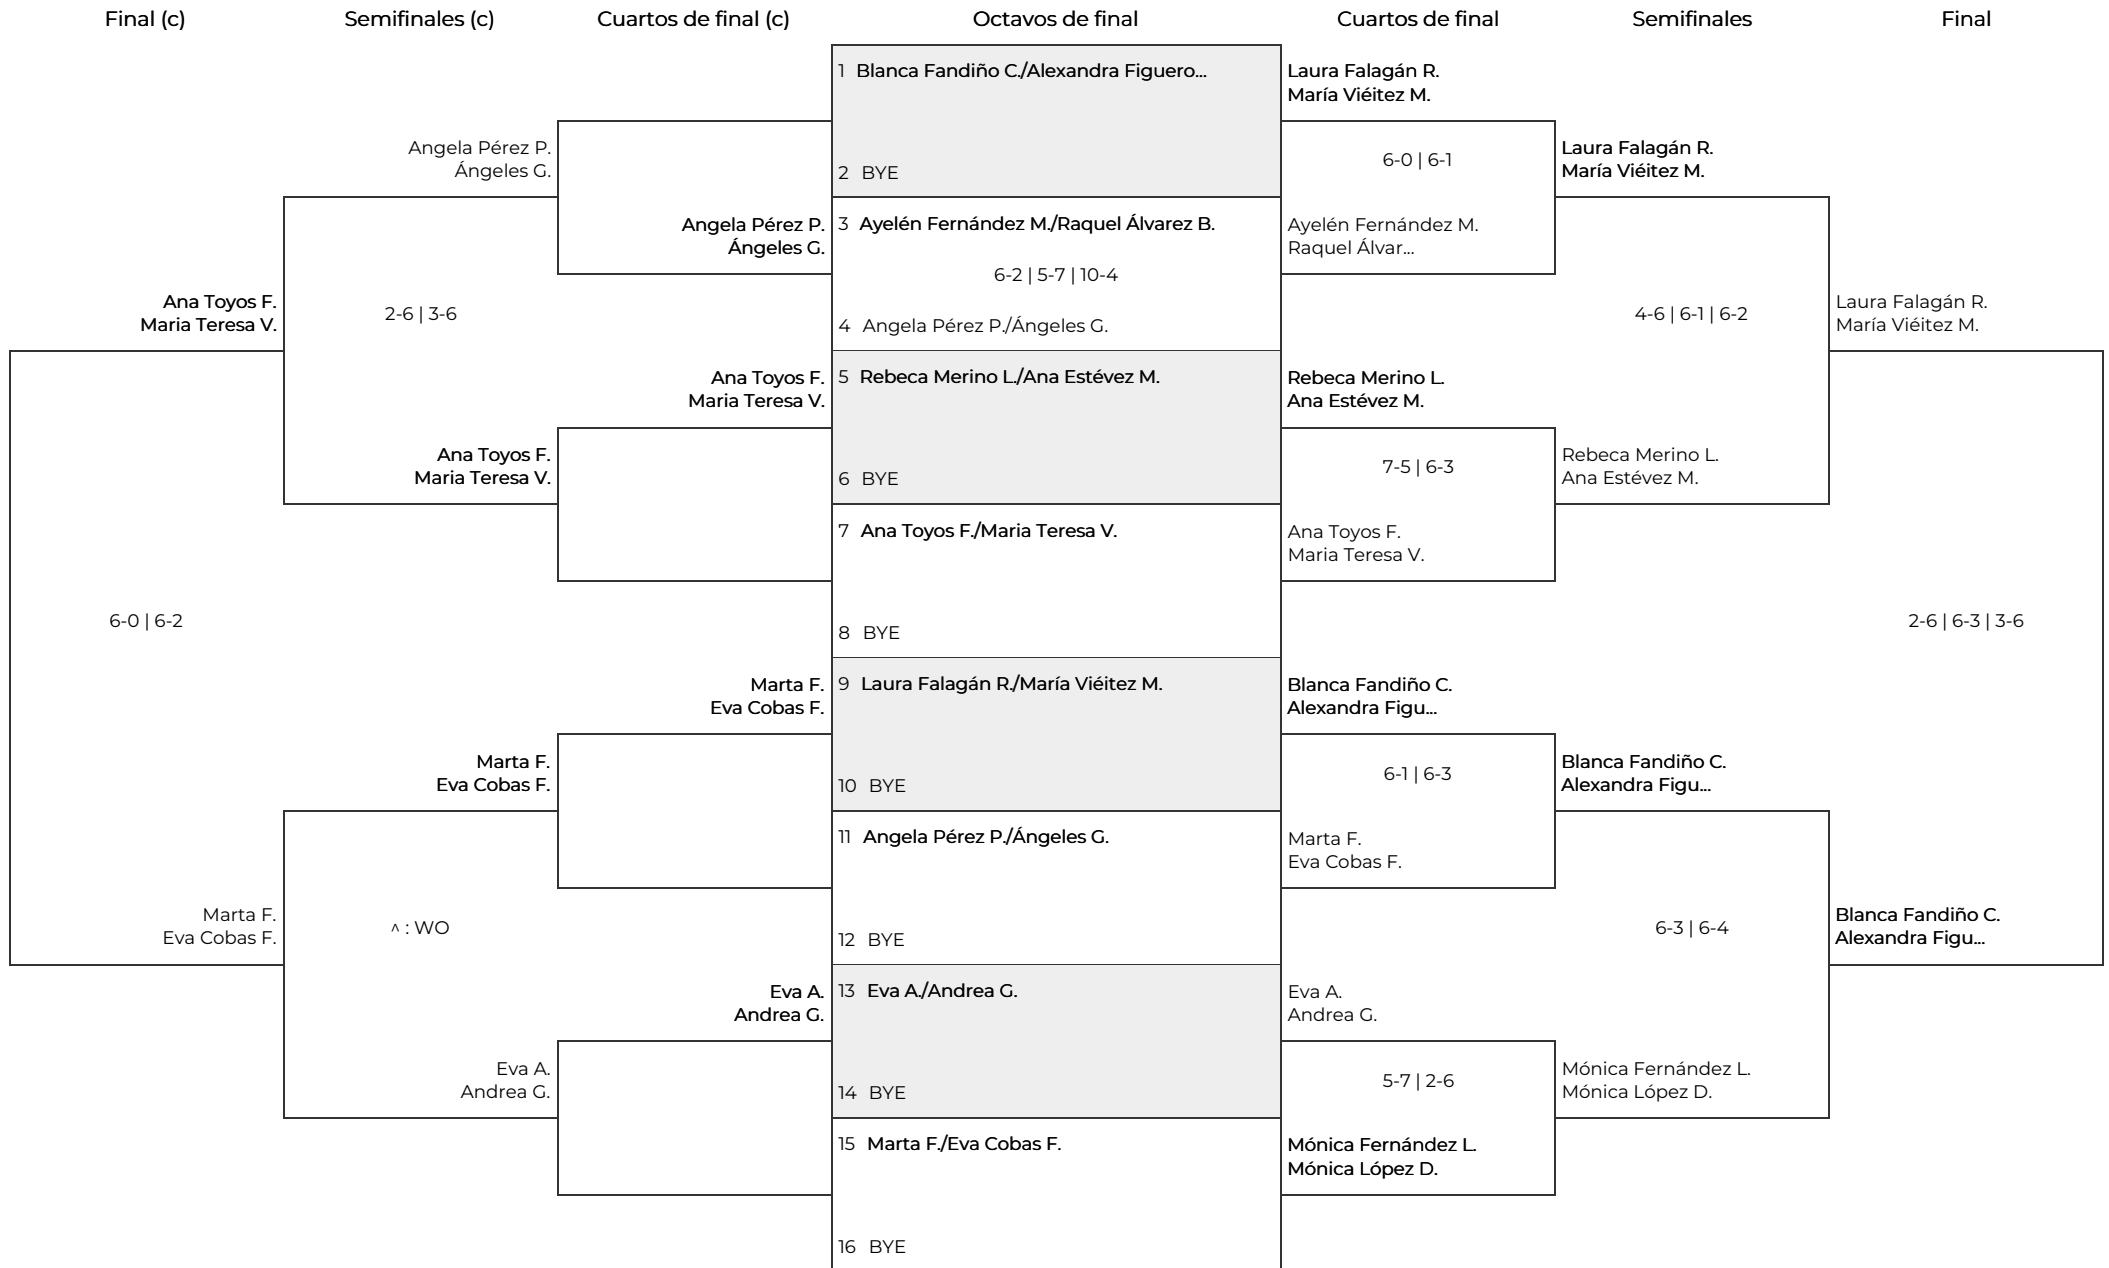 Final (c)
Semifinales (c)
Cuartos de final (c)
Octavos de final
Cuartos de final
Semifinales
Final
Ana Toyos F.
Maria Teresa V.
6-0 | 6-2
Marta F.
Eva Cobas F.
Angela Pérez P.
Ángeles G.
2-6 | 3-6
Ana Toyos F.
Maria Teresa V.
Marta F.
Eva Cobas F.
^ : WO
Eva A.
Andrea G.
Angela Pérez P.
Ángeles G.
Ana Toyos F.
Maria Teresa V.
Marta F.
Eva Cobas F.
Eva A.
Andrea G.
1 Blanca Fandiño C./Alexandra Figuero...
2 BYE
3 Ayelén Fernández M./Raquel Álvarez B.
6-2 | 5-7 | 10-4
4 Angela Pérez P./Ángeles G.
5 Rebeca Merino L./Ana Estévez M.
6 BYE
7 Ana Toyos F./Maria Teresa V.
8 BYE
9 Laura Falagán R./María Viéitez M.
10 BYE
11 Angela Pérez P./Ángeles G.
12 BYE
13 Eva A./Andrea G.
14 BYE
15 Marta F./Eva Cobas F.
16 BYE
Laura Falagán R.
María Viéitez M.
6-0 | 6-1
Ayelén Fernández M.
Raquel Álvar...
Rebeca Merino L.
Ana Estévez M.
7-5 | 6-3
Ana Toyos F.
Maria Teresa V.
Blanca Fandiño C.
Alexandra Figu...
6-1 | 6-3
Marta F.
Eva Cobas F.
Eva A.
Andrea G.
5-7 | 2-6
Mónica Fernández L.
Mónica López D.
Laura Falagán R.
María Viéitez M.
4-6 | 6-1 | 6-2
Rebeca Merino L.
Ana Estévez M.
Blanca Fandiño C.
Alexandra Figu...
6-3 | 6-4
Mónica Fernández L.
Mónica López D.
Laura Falagán R.
María Viéitez M.
2-6 | 6-3 | 3-6
Blanca Fandiño C.
Alexandra Figu...